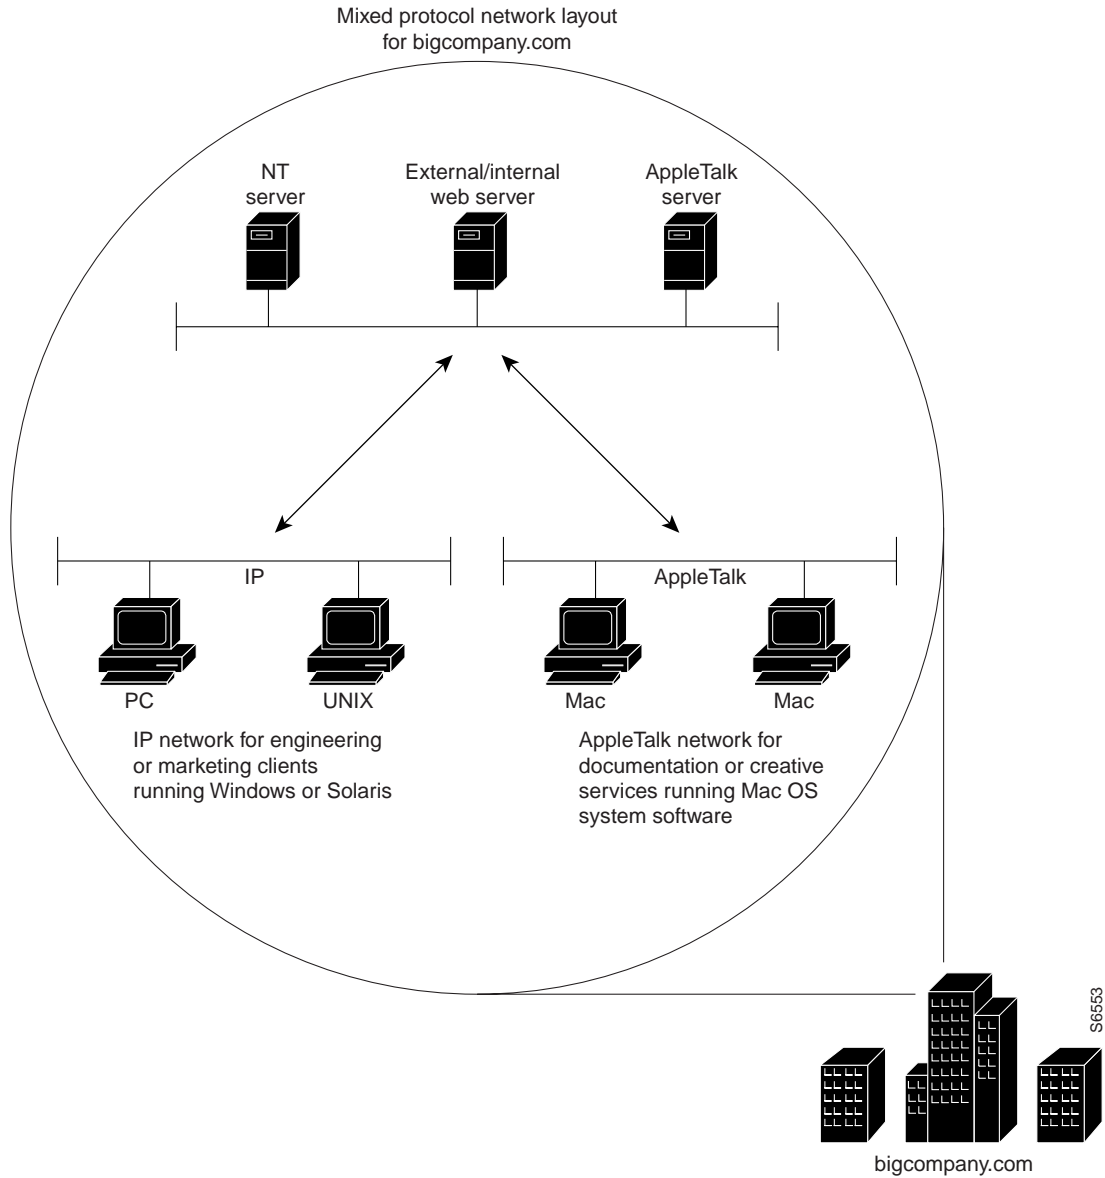 Mixed protocol network layout
for bigcompany.com
NT
server
External/internal
web server
AppleTalk
server
IP
AppleTalk
PC
UNIX
Mac
Mac
IP network for engineering
or marketing clients
running Windows or Solaris
AppleTalk network for
documentation or creative
services running Mac OS
system software
S6553
bigcompany.com